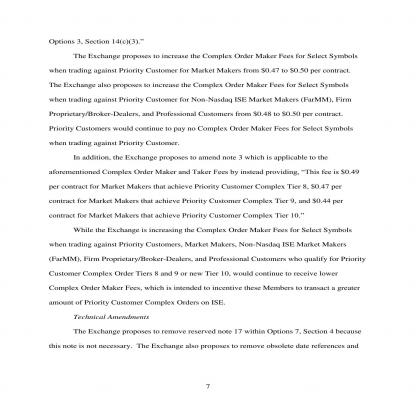 Options 3, Section 14(c)(3).”
The Exchange proposes to increase the Complex Order Maker Fees for Select Symbols
when trading against Priority Customer for Market Makers from $0.47 to $0.50 per contract.
The Exchange also proposes to increase the Complex Order Maker Fees for Select Symbols
when trading against Priority Customer for Non-Nasdaq ISE Market Makers (FarMM), Firm
Proprietary/Broker-Dealers, and Professional Customers from $0.48 to $0.50 per contract.
Priority Customers would continue to pay no Complex Order Maker Fees for Select Symbols
when trading against Priority Customer.
In addition, the Exchange proposes to amend note 3 which is applicable to the
aforementioned Complex Order Maker and Taker Fees by instead providing, “This fee is $0.49
per contract for Market Makers that achieve Priority Customer Complex Tier 8, $0.47 per
contract for Market Makers that achieve Priority Customer Complex Tier 9, and $0.44 per
contract for Market Makers that achieve Priority Customer Complex Tier 10.”
While the Exchange is increasing the Complex Order Maker Fees for Select Symbols
when trading against Priority Customers, Market Makers, Non-Nasdaq ISE Market Makers
(FarMM), Firm Proprietary/Broker-Dealers, and Professional Customers who qualify for Priority
Customer Complex Order Tiers 8 and 9 or new Tier 10, would continue to receive lower
Complex Order Maker Fees, which is intended to incentive these Members to transact a greater
amount of Priority Customer Complex Orders on ISE.
Technical Amendments
The Exchange proposes to remove reserved note 17 within Options 7, Section 4 because
this note is not necessary.  The Exchange also proposes to remove obsolete date references and
7